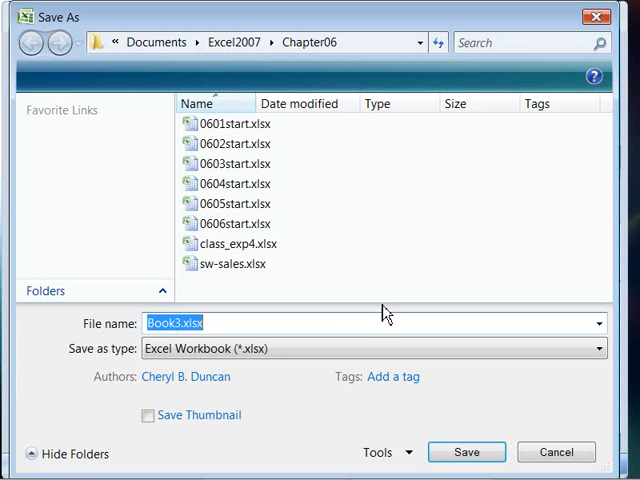 Save As
« Documents Excel2007 Chapter06
Search
Favorite Links
Name Date modified Type Size Tags
0601start.xlsx
0602start.xlsx
0603start.xlsx
0604start.xlsx
0605start.xlsx
0606start.xlsx
class_exp4.xlsx
sw-sales.xlsx
Folders
File name: Book3.xlsx
Save as type: Excel Workbook (*.xlsx)
Authors: Cheryl B. Duncan Tags: Add a tag
Save Thumbnail
Hide Folders Tools Save Cancel